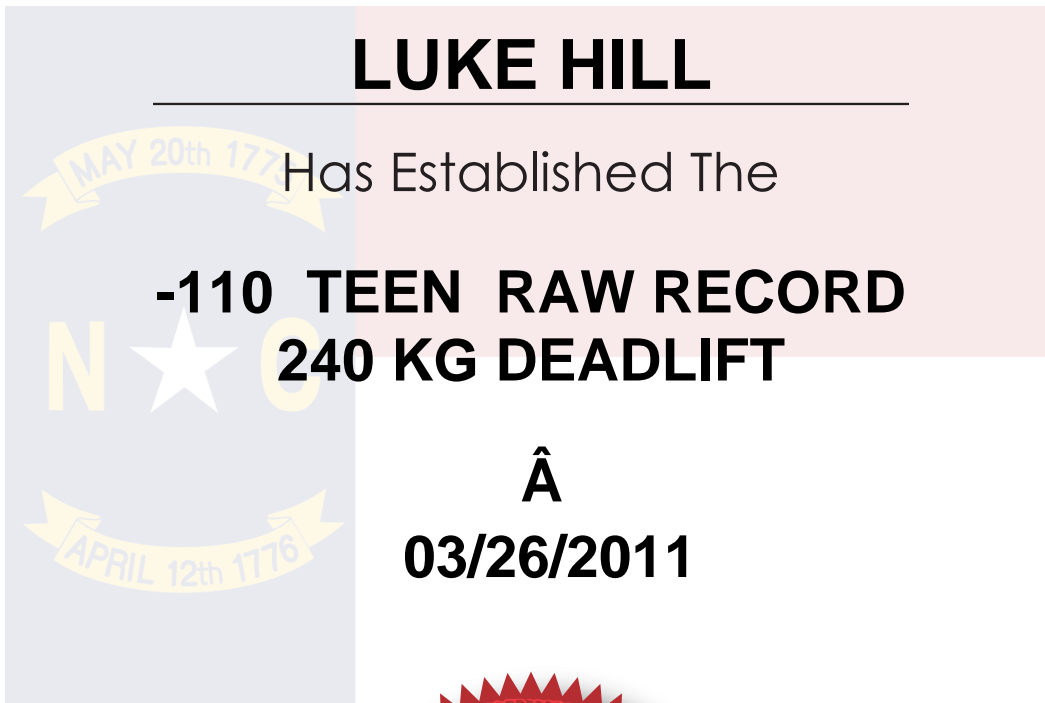 LUKE HILL
MAY 20th 1775
Has Established The
-110 TEEN RAW RECORD
N C
240 KG DEADLIFT
Â
03/26/2011
APRIL 12th 1776